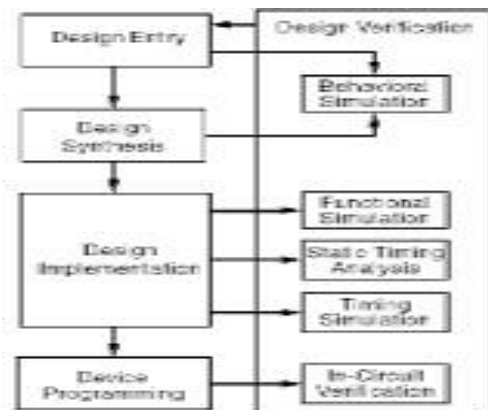 Design Entry
Design Verification
Behavioral
Simulation
Design
Synthesis
Functional
Simulation
Design
Implementation
Static Timing
Analysis
Timing
Simulation
Device
Programming
In-Circuit
Verification